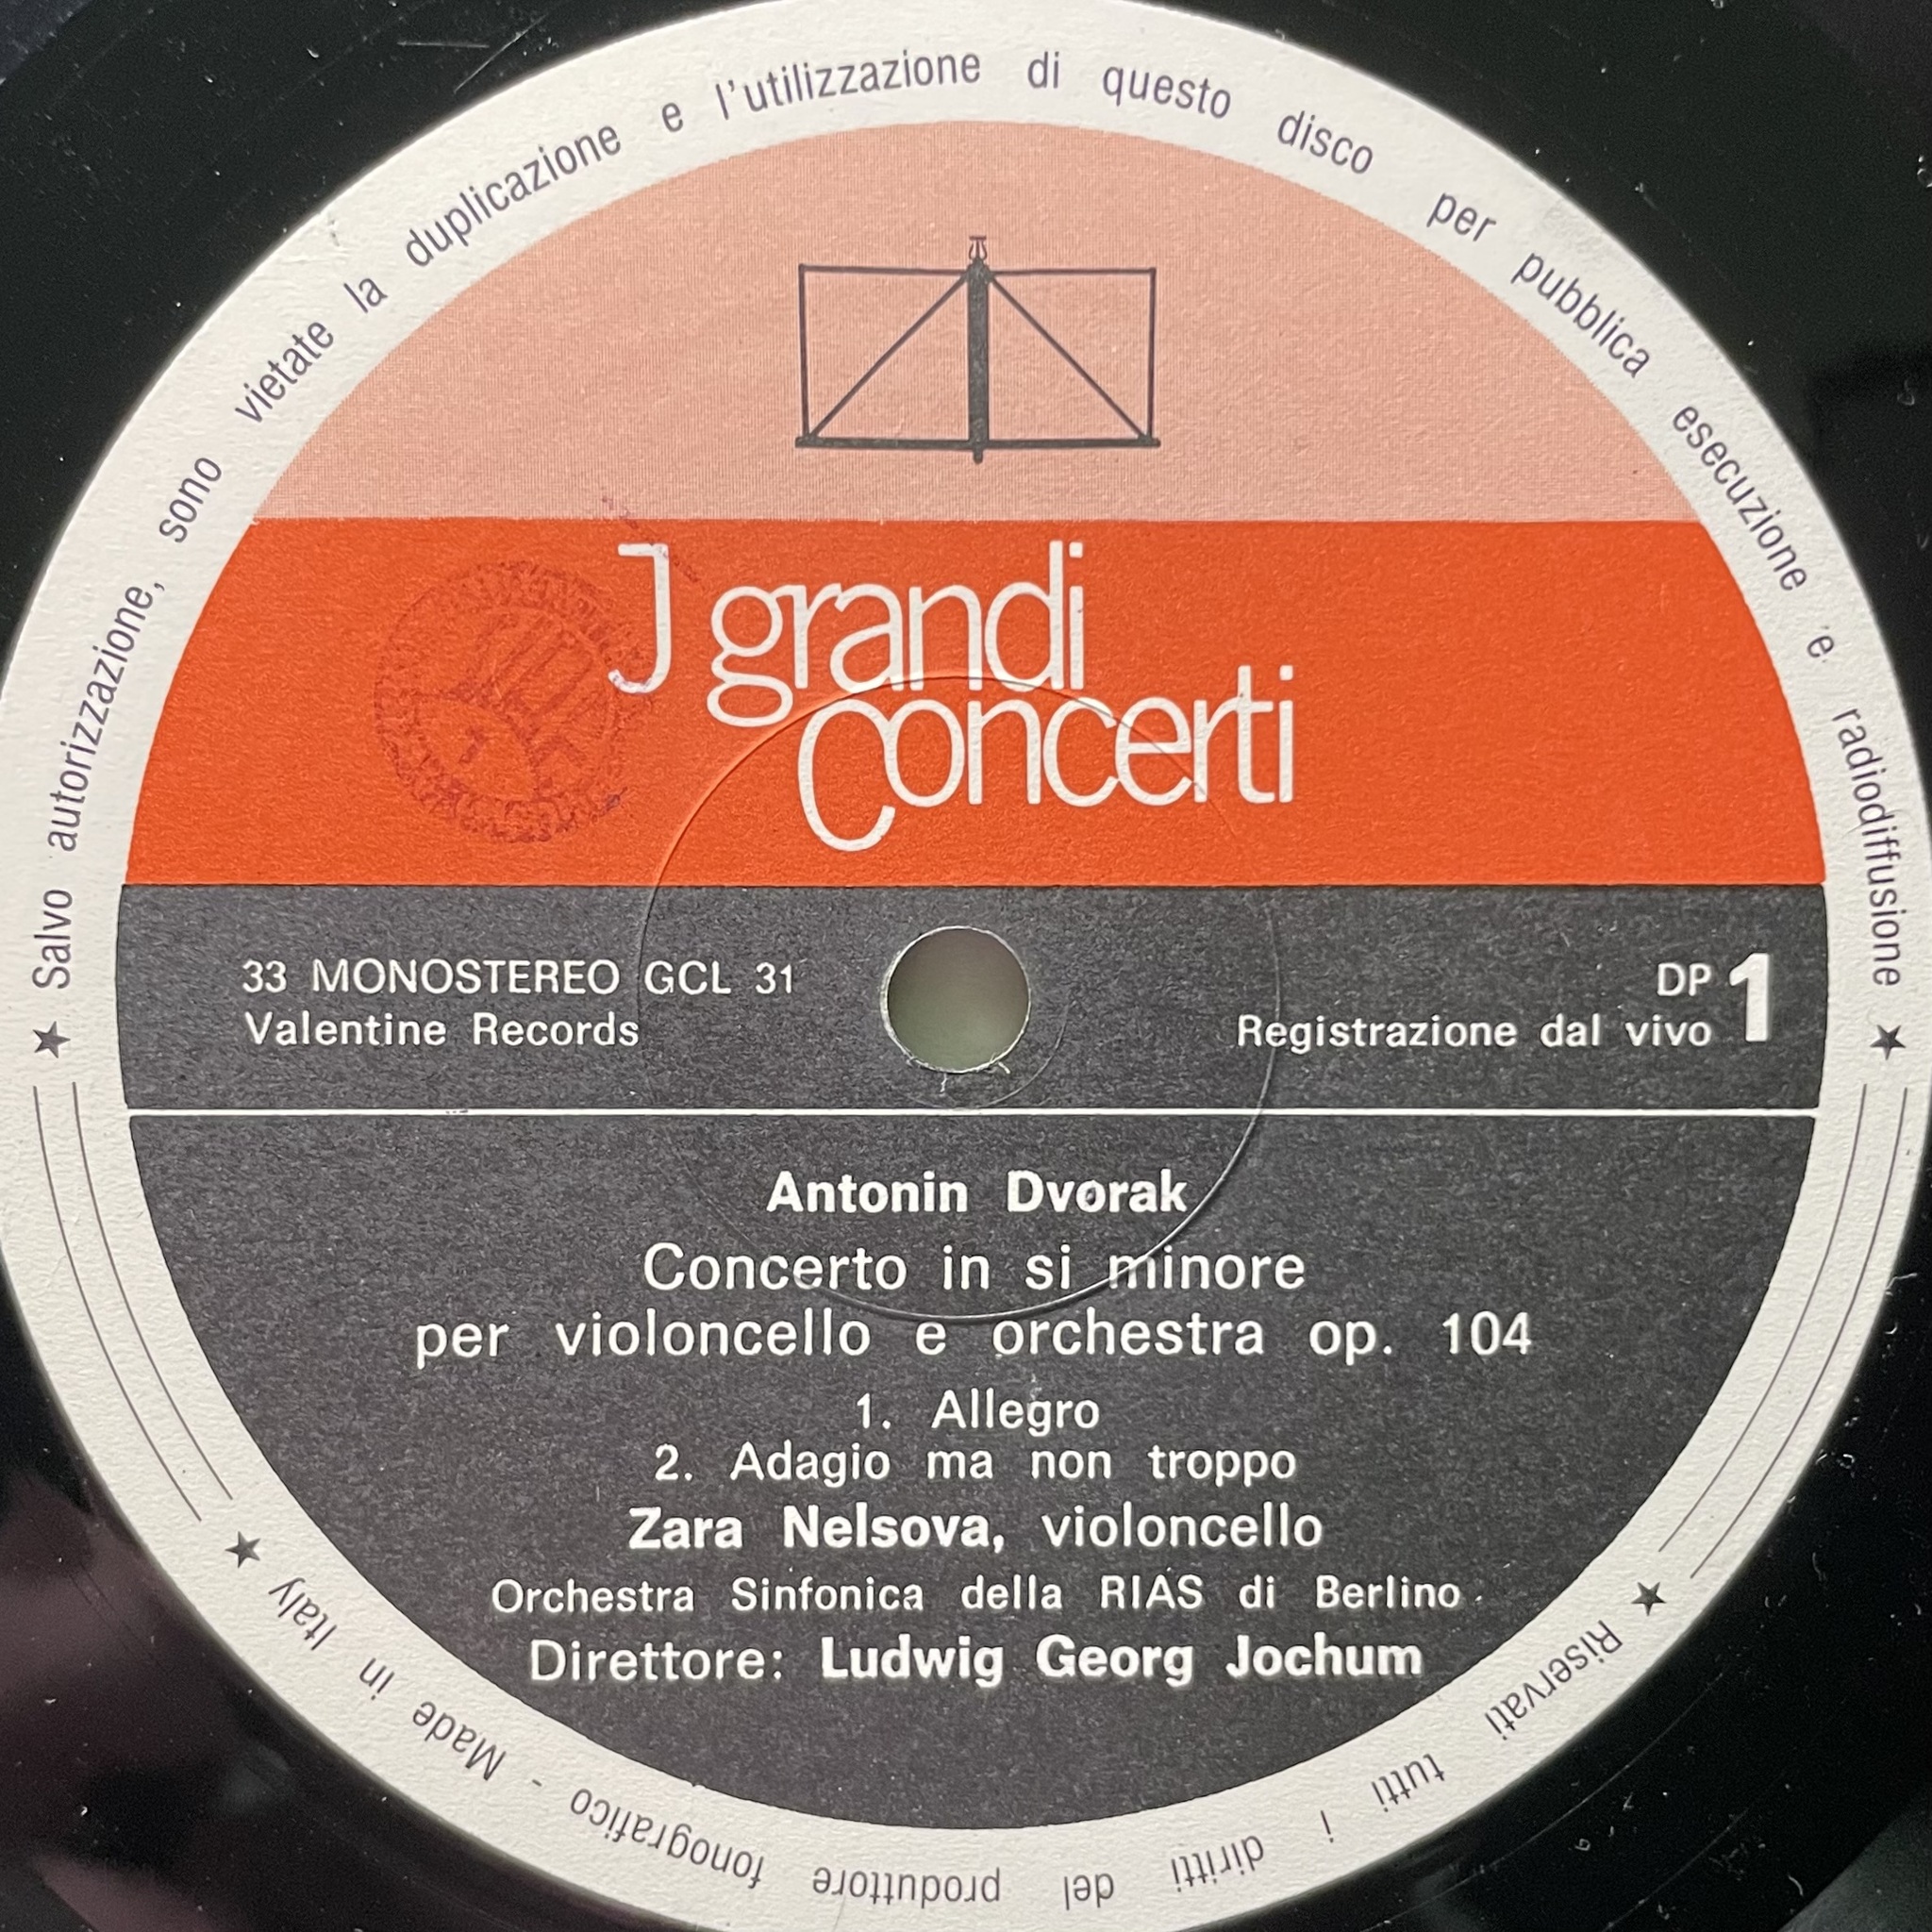 ★ Salvo autorizzazione, sono vietate la duplicazione e l'utilizzazione di questo disco per pubblica esecuzione e radiodiffusione ★
J grandi
concerti
33 MONOSTEREO GCL 31
Valentine Records
DP 1
Registrazione dal vivo
Antonin Dvorak
Concerto in si minore
per violoncello e orchestra op. 104
1. Allegro
2. Adagio ma non troppo
Zara Nelsova, violoncello
Orchestra Sinfonica della RIAS di Berlino
Direttore: Ludwig Georg Jochum
★ Riservati tutti i diritti del produttore fonografico - Made in Italy ★